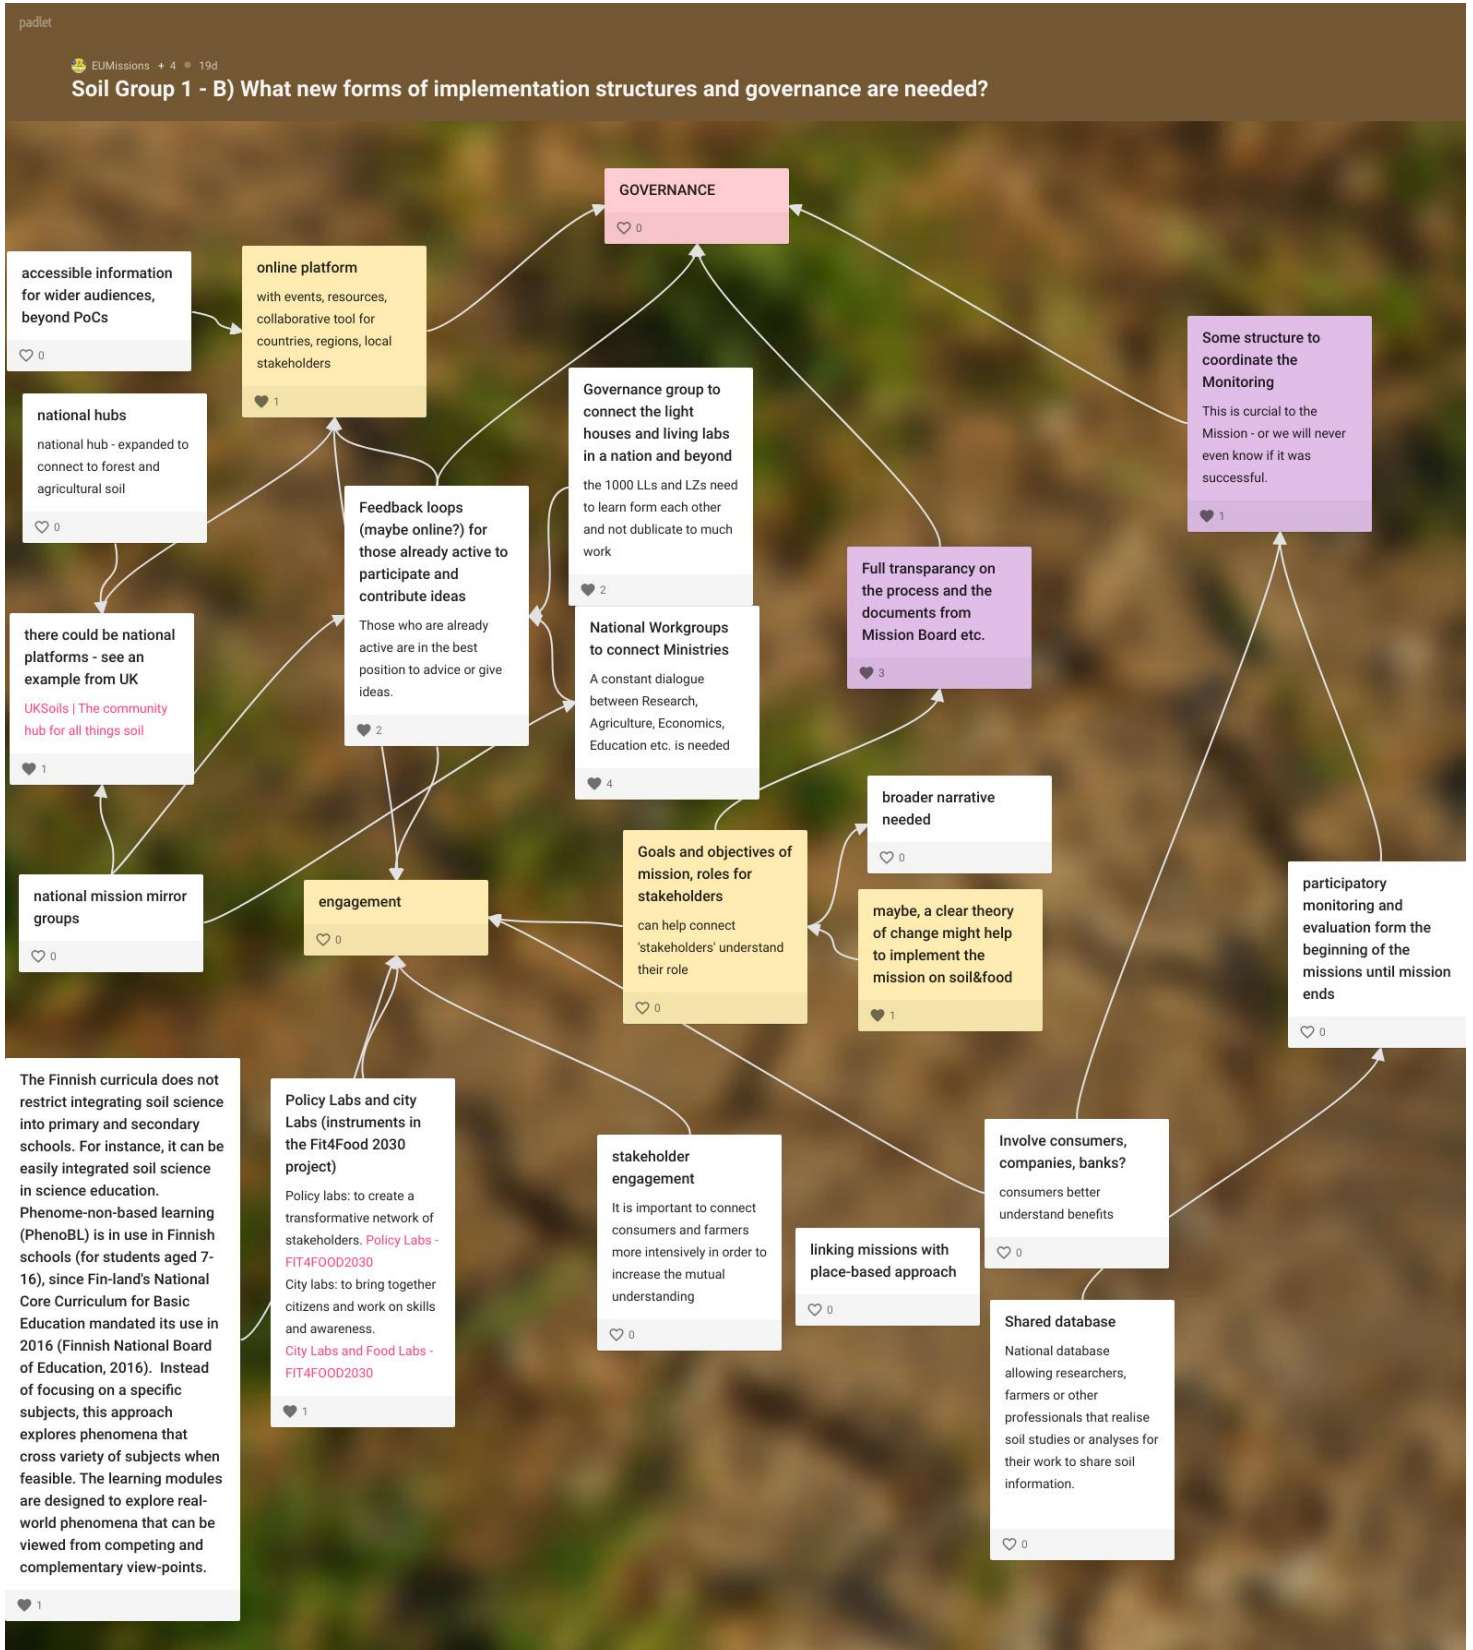 padlet
EUMissions + 4 • 19d
Soil Group 1 - B) What new forms of implementation structures and governance are needed?
GOVERNANCE
0
accessible information
for wider audiences,
beyond PoCs
0
online platform
with events, resources,
collaborative tool for
countries, regions, local
stakeholders
1
Some structure to
coordinate the
Monitoring
This is curcial to the
Mission - or we will never
even know if it was
successful.
1
national hubs
national hub - expanded to
connect to forest and
agricultural soil
0
Governance group to
connect the light
houses and living labs
in a nation and beyond
the 1000 LLs and LZs need
to learn form each other
and not dublicate to much
work
2
Feedback loops
(maybe online?) for
those already active to
participate and
contribute ideas
Those who are already
active are in the best
position to advice or give
ideas.
2
Full transparancy on
the process and the
documents from
Mission Board etc.
3
there could be national
platforms - see an
example from UK
UKSoils | The community
hub for all things soil
1
National Workgroups
to connect Ministries
A constant dialogue
between Research,
Agriculture, Economics,
Education etc. is needed
4
broader narrative
needed
0
Goals and objectives of
mission, roles for
stakeholders
can help connect
'stakeholders' understand
their role
0
national mission mirror
groups
0
engagement
0
maybe, a clear theory
of change might help
to implement the
mission on soil&food
1
participatory
monitoring and
evaluation form the
beginning of the
missions until mission
ends
0
The Finnish curricula does not
restrict integrating soil science
into primary and secondary
schools. For instance, it can be
easily integrated soil science
in science education.
Phenome-non-based learning
(PhenoBL) is in use in Finnish
schools (for students aged 7-
16), since Fin-land's National
Core Curriculum for Basic
Education mandated its use in
2016 (Finnish National Board
of Education, 2016).  Instead
of focusing on a specific
subjects, this approach
explores phenomena that
cross variety of subjects when
feasible. The learning modules
are designed to explore real-
world phenomena that can be
viewed from competing and
complementary view-points.
1
Policy Labs and city
Labs (instruments in
the Fit4Food 2030
project)
Policy labs: to create a
transformative network of
stakeholders. Policy Labs -
FIT4FOOD2030
City labs: to bring together
citizens and work on skills
and awareness.
City Labs and Food Labs -
FIT4FOOD2030
1
stakeholder
engagement
It is important to connect
consumers and farmers
more intensively in order to
increase the mutual
understanding
0
Involve consumers,
companies, banks?
consumers better
understand benefits
0
linking missions with
place-based approach
0
Shared database
National database
allowing researchers,
farmers or other
professionals that realise
soil studies or analyses for
their work to share soil
information.
0